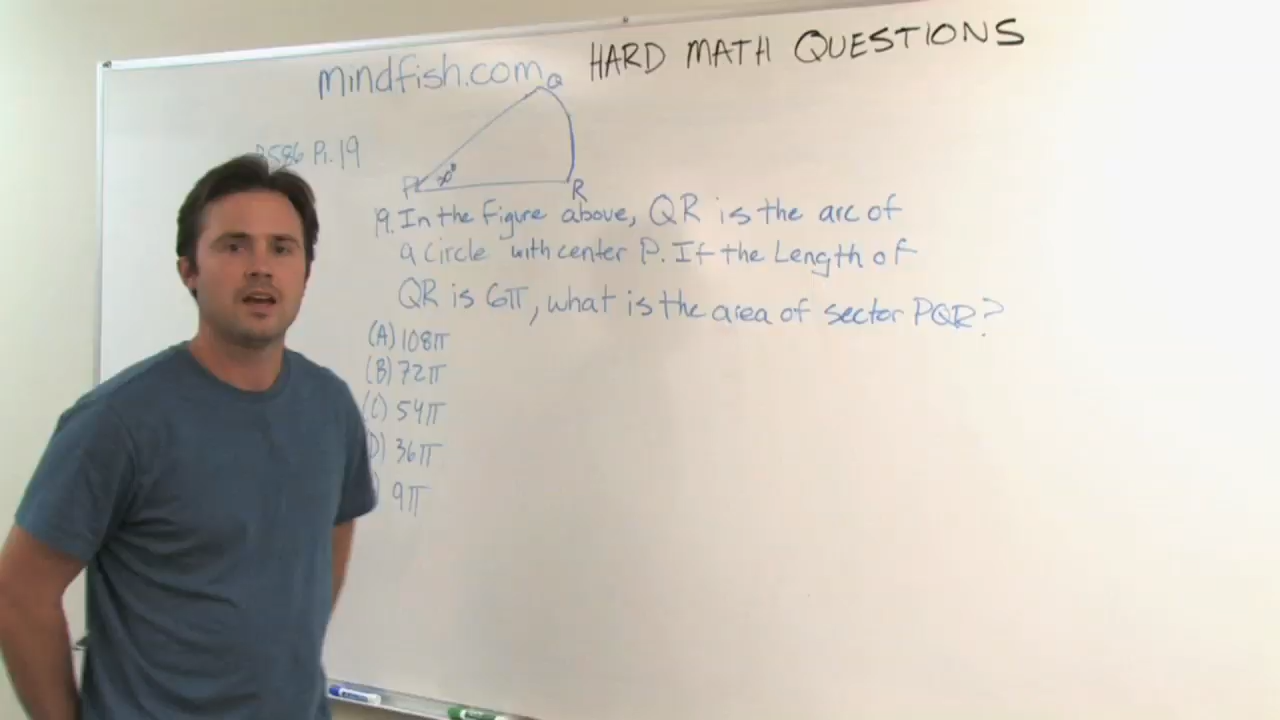 mindfish.com
HARD MATH QUESTIONS
Q
586 Pr. 19
P
R
19. In the Figure above, QR is the arc of
a circle with center P. If the Length of
QR is 6π, what is the area of sector PQR?
(A) 108π
(B) 72π
(C) 54π
D) 36π
) 9π